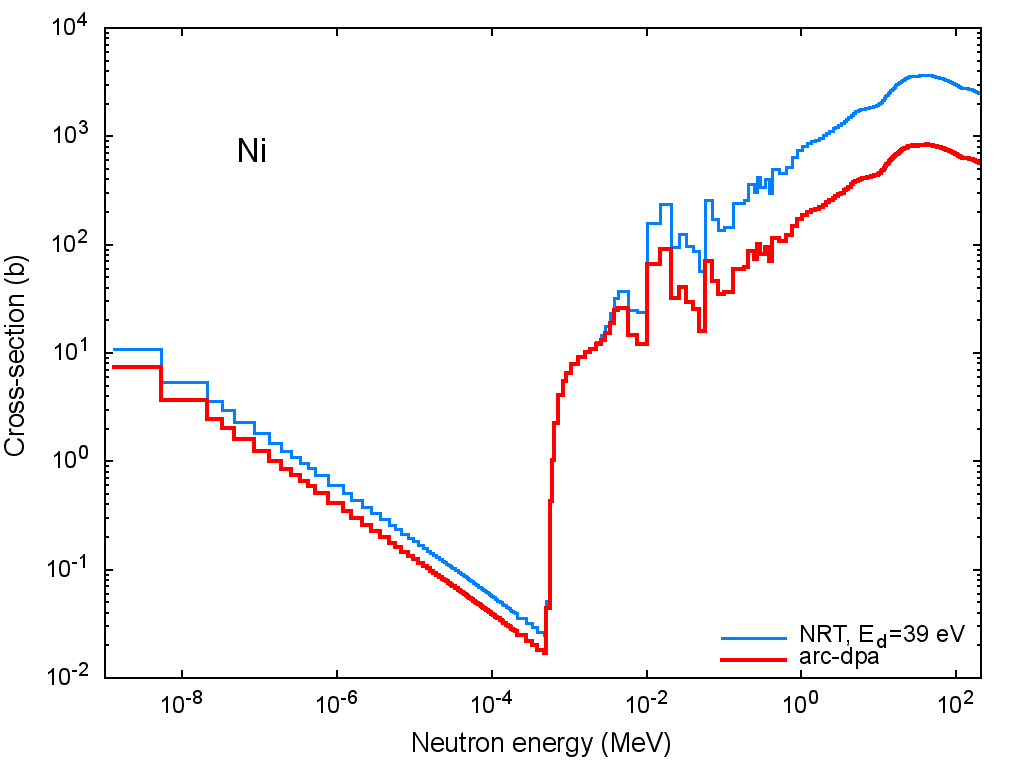 10^4
10^3
10^2
10^1
10^0
10^-1
10^-2
Cross-section (b)
Ni
NRT, E_d=39 eV
arc-dpa
10^-8
10^-6
10^-4
10^-2
10^0
10^2
Neutron energy (MeV)